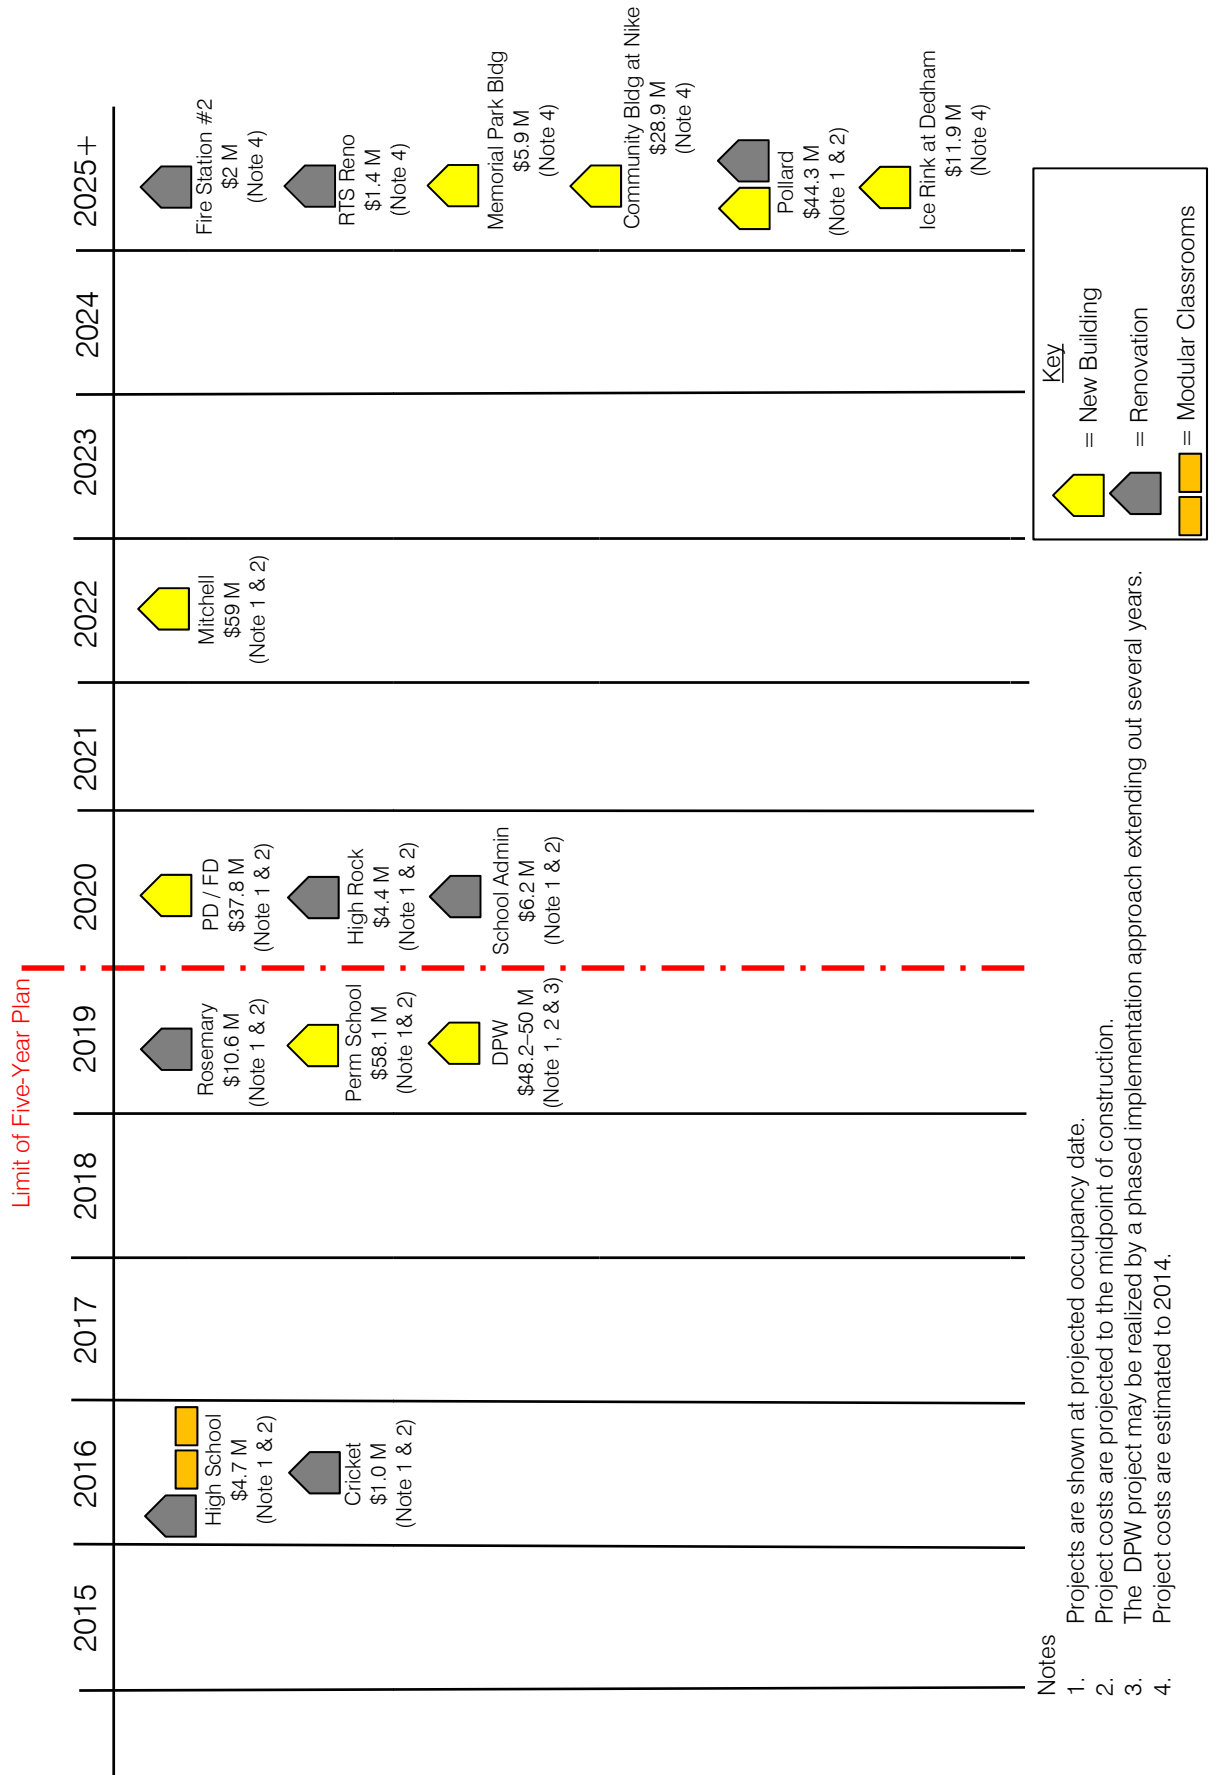 Limit of Five-Year Plan
2015
2016
2017
2018
2019
2020
2021
2022
2023
2024
2025+
High School
$4.7 M
(Note 1 & 2)
Cricket
$1.0 M
(Note 1 & 2)
Rosemary
$10.6 M
(Note 1 & 2)
Perm School
$58.1 M
(Note 1& 2)
DPW
$48.2–50 M
(Note 1, 2 & 3)
PD / FD
$37.8 M
(Note 1 & 2)
High Rock
$4.4 M
(Note 1 & 2)
School Admin
$6.2 M
(Note 1 & 2)
Mitchell
$59 M
(Note 1 & 2)
Fire Station #2
$2 M
(Note 4)
RTS Reno
$1.4 M
(Note 4)
Memorial Park Bldg
$5.9 M
(Note 4)
Community Bldg at Nike
$28.9 M
(Note 4)
Pollard
$44.3 M
(Note 1 & 2)
Ice Rink at Dedham
$11.9 M
(Note 4)
Notes
1. Projects are shown at projected occupancy date.
2. Project costs are projected to the midpoint of construction.
3. The DPW project may be realized by a phased implementation approach extending out several years.
4. Project costs are estimated to 2014.
Key
= New Building
= Renovation
= Modular Classrooms